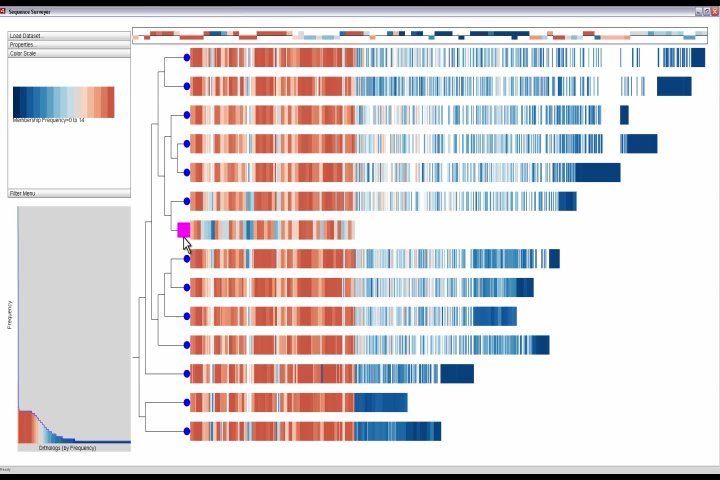 Sequence Surveyor
Load Dataset...
Properties...
Color Scale
Membership Frequency=0 to 14
Filter Menu
Frequency
Orthologs (by Frequency)
Ready